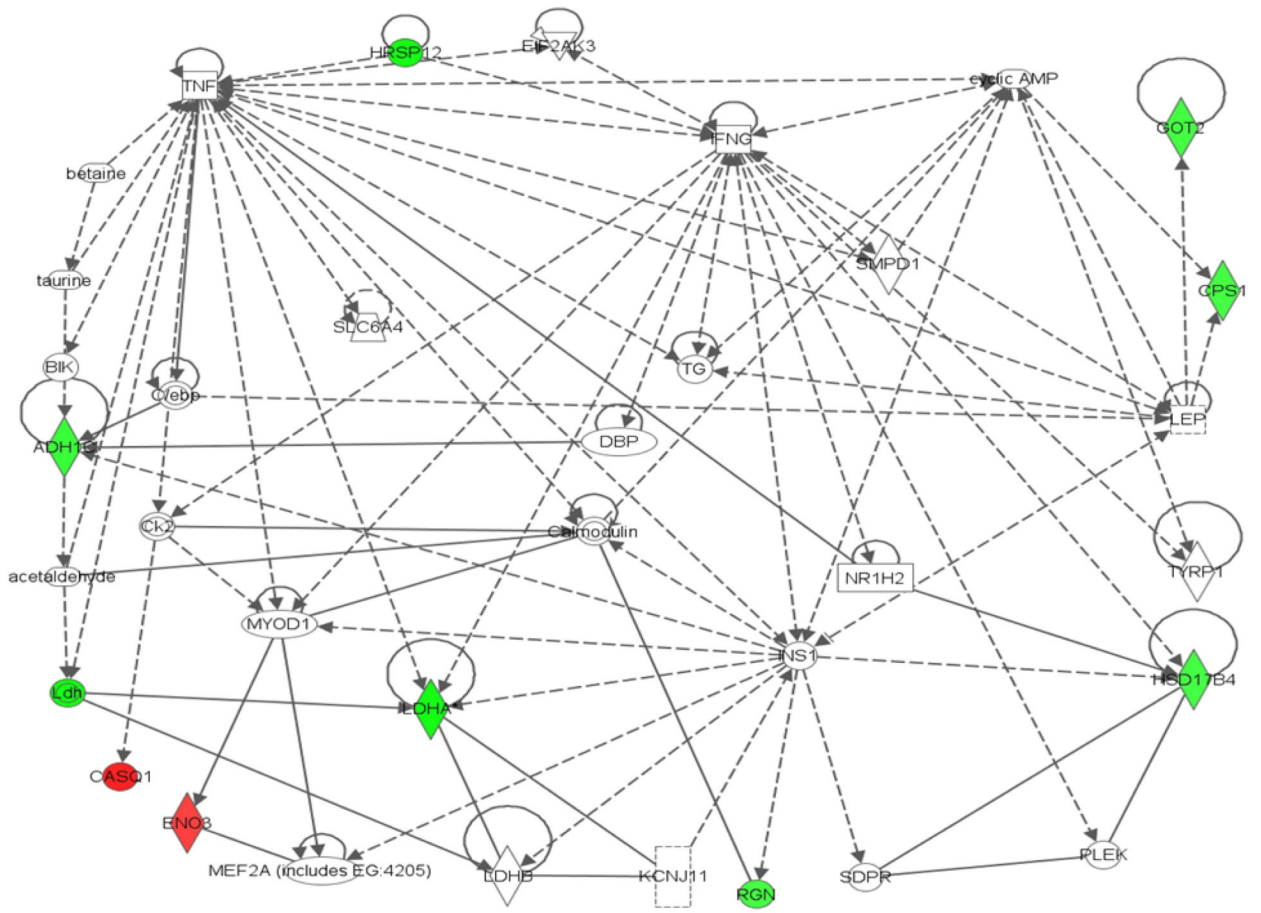 HRSP12
EIF2AK3
TNF
cyclic AMP
GOT2
IFNG
betaine
SMPD1
taurine
CPS1
SLC6A4
BIK
TG
C/ebp
LEP
DBP
ADH1C
Ck2
Calmodulin
acetaldehyde
NR1H2
TYRP1
MYOD1
INS1
HSD17B4
Ldh
LDHA*
CASQ1
ENO3
PLEK
MEF2A (includes EG:4205)
LDHB
KCNJ11
SDPR
RGN